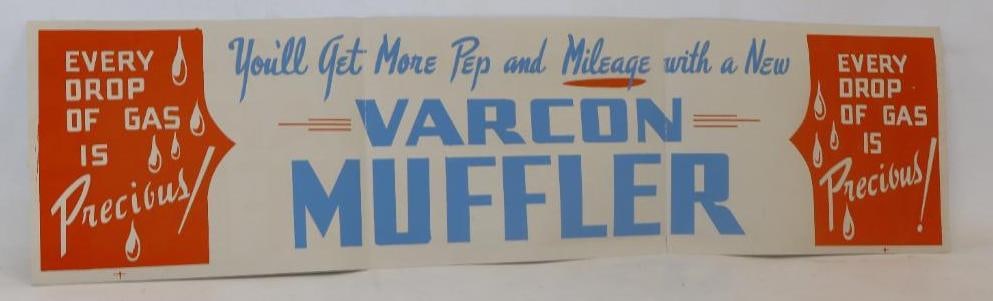 EVERY
DROP
OF GAS
IS
Precious!
You'll Get More Pep and Mileage with a New
VARCON
MUFFLER
EVERY
DROP
OF GAS
IS
Precious!